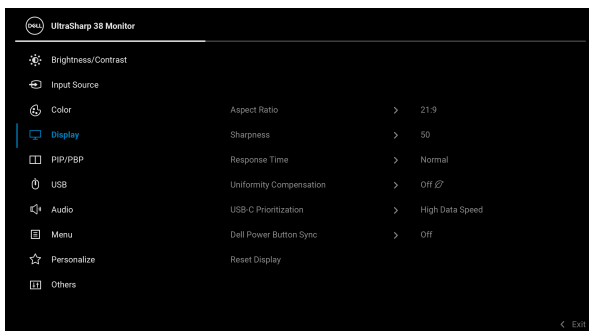 DELL UltraSharp 38 Monitor
Brightness/Contrast
Input Source
Color Aspect Ratio > 21:9
Display Sharpness > 50
PIP/PBP Response Time > Normal
USB Uniformity Compensation > Off
Audio USB-C Prioritization > High Data Speed
Menu Dell Power Button Sync > Off
Personalize Reset Display
Others
< Exit